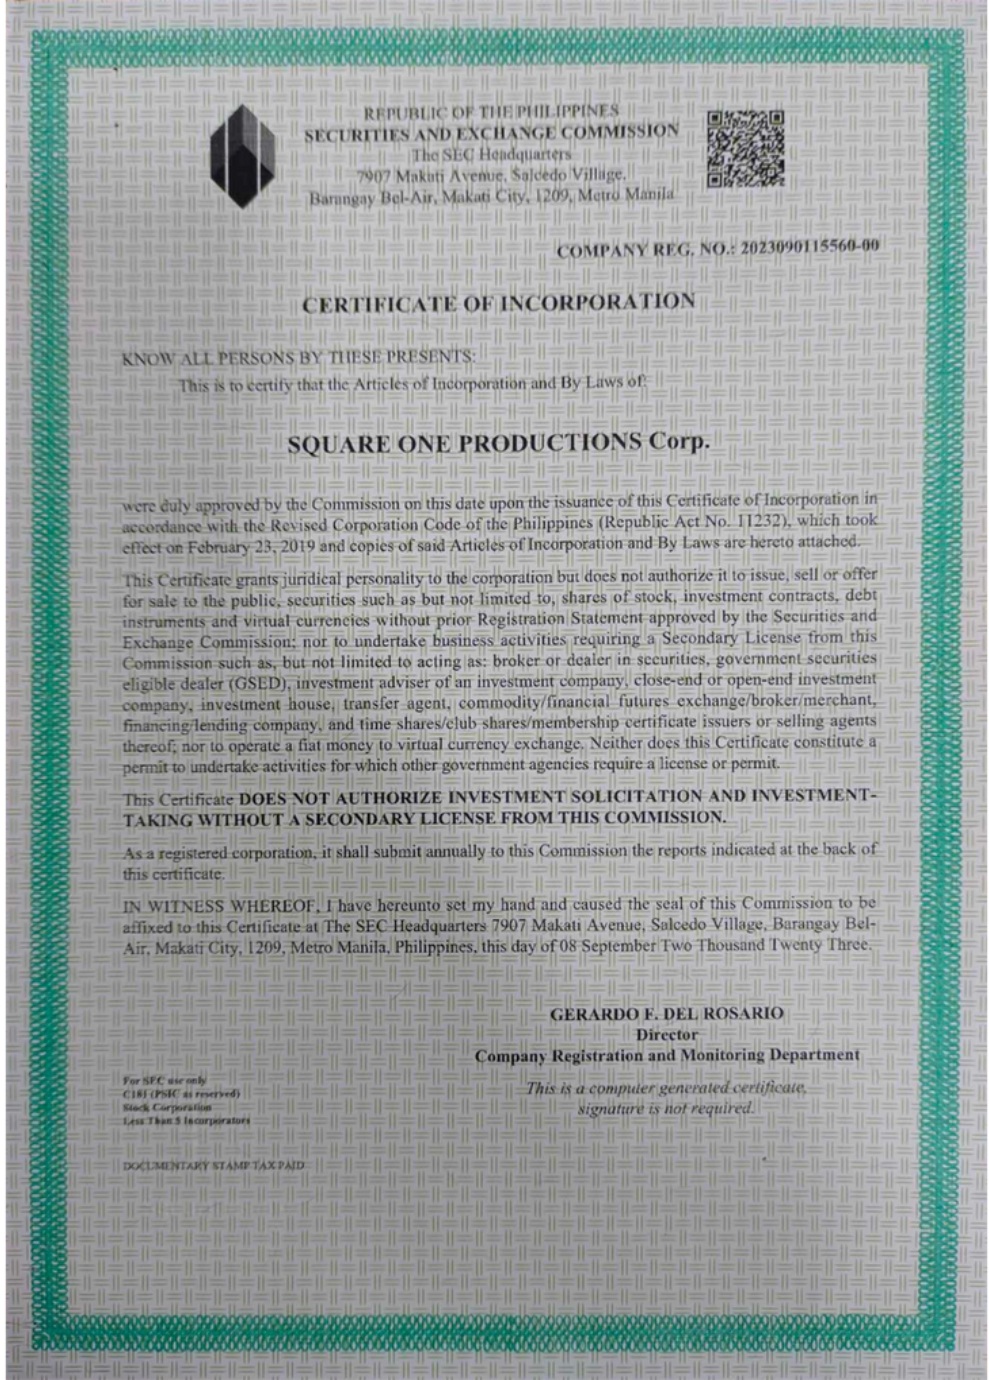 REPUBLIC OF THE PHILIPPINES
SECURITIES AND EXCHANGE COMMISSION
The SEC Headquarters
7907 Makati Avenue, Salcedo Village,
Barangay Bel-Air, Makati City, 1209, Metro Manila
COMPANY REG. NO.: 2023090115560-00
CERTIFICATE OF INCORPORATION
KNOW ALL PERSONS BY THESE PRESENTS:
This is to certify that the Articles of Incorporation and By Laws of:
SQUARE ONE PRODUCTIONS Corp.
were duly approved by the Commission on this date upon the issuance of this Certificate of Incorporation in
accordance with the Revised Corporation Code of the Philippines (Republic Act No. 11232), which took
effect on February 23, 2019 and copies of said Articles of Incorporation and By Laws are hereto attached.
This Certificate grants juridical personality to the corporation but does not authorize it to issue, sell or offer
for sale to the public, securities such as but not limited to, shares of stock, investment contracts, debt
instruments and virtual currencies without prior Registration Statement approved by the Securities and
Exchange Commission; nor to undertake business activities requiring a Secondary License from this
Commission such as, but not limited to acting as: broker or dealer in securities, government securities
eligible dealer (GSED), investment adviser of an investment company, close-end or open-end investment
company, investment house, transfer agent, commodity/financial futures exchange/broker/merchant,
financing/lending company, and time shares/club shares/membership certificate issuers or selling agents
thereof; nor to operate a fiat money to virtual currency exchange. Neither does this Certificate constitute a
permit to undertake activities for which other government agencies require a license or permit.
This Certificate DOES NOT AUTHORIZE INVESTMENT SOLICITATION AND INVESTMENT-
TAKING WITHOUT A SECONDARY LICENSE FROM THIS COMMISSION.
As a registered corporation, it shall submit annually to this Commission the reports indicated at the back of
this certificate.
IN WITNESS WHEREOF, I have hereunto set my hand and caused the seal of this Commission to be
affixed to this Certificate at The SEC Headquarters 7907 Makati Avenue, Salcedo Village, Barangay Bel-
Air, Makati City, 1209, Metro Manila, Philippines, this day of 08 September Two Thousand Twenty Three.
GERARDO F. DEL ROSARIO
Director
Company Registration and Monitoring Department
This is a computer generated certificate,
signature is not required.
For SEC use only
C181 (PSIC as reserved)
Stock Corporation
Less Than 5 Incorporators
DOCUMENTARY STAMP TAX PAID